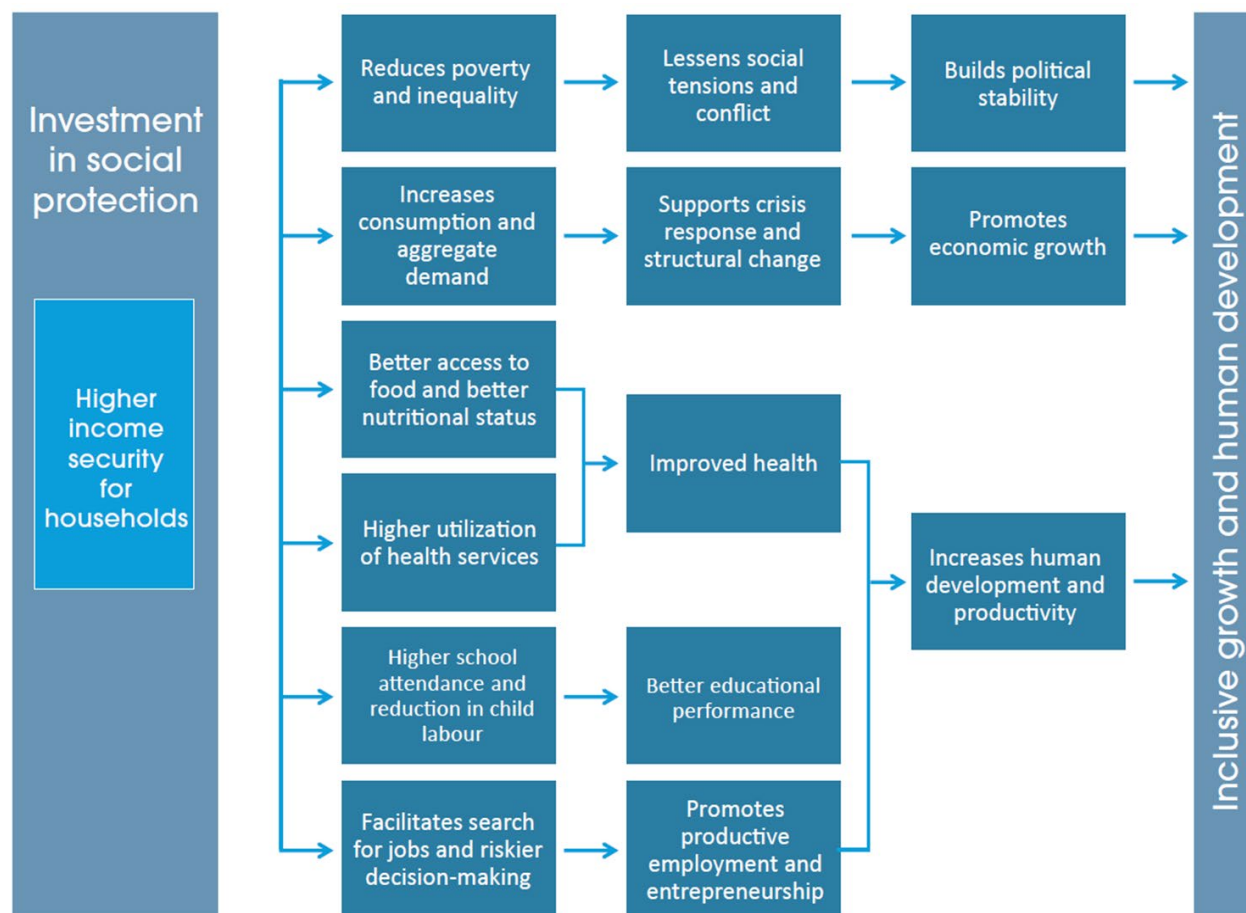 Investment
in social
protection
Higher
income
security
for
households
Reduces poverty
and inequality
Lessens social
tensions and
conflict
Builds political
stability
Increases
consumption and
aggregate
demand
Supports crisis
response and
structural change
Promotes
economic growth
Better access to
food and better
nutritional status
Improved health
Higher utilization
of health services
Increases human
development and
productivity
Higher school
attendance and
reduction in child
labour
Better educational
performance
Facilitates search
for jobs and riskier
decision-making
Promotes
productive
employment and
entrepreneurship
Inclusive growth and human development